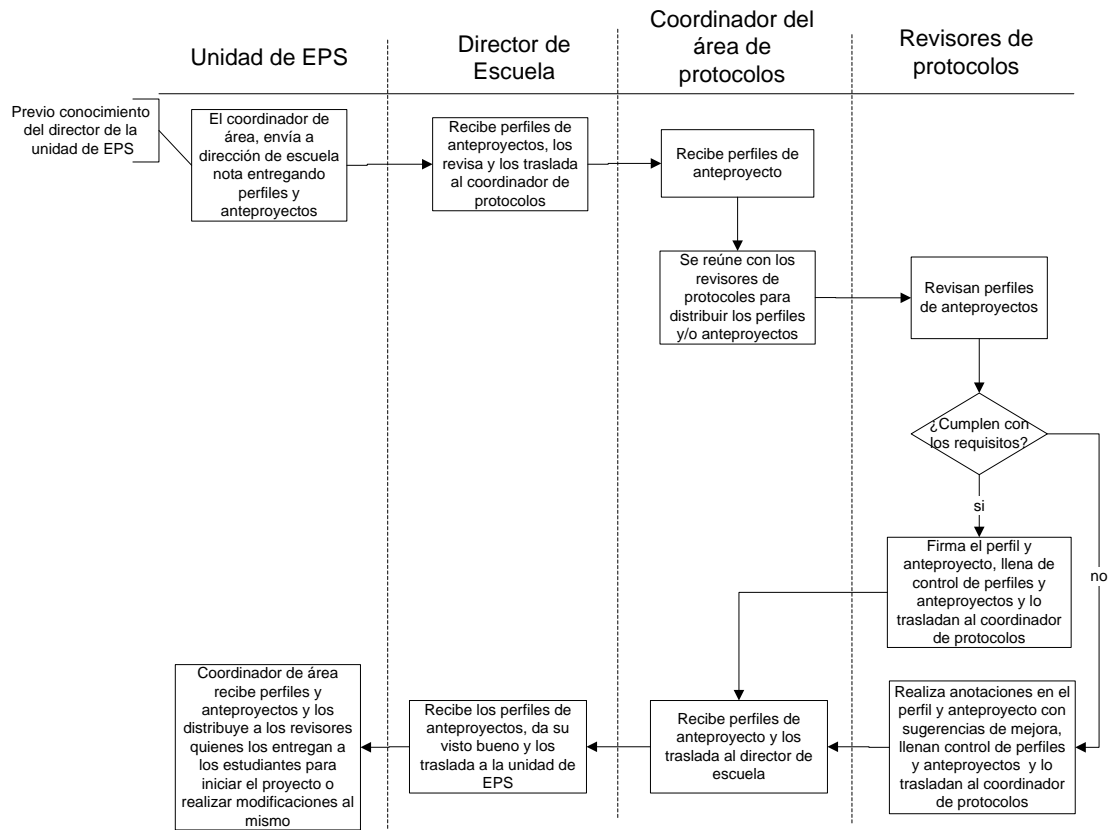 Unidad de EPS
Director de
Escuela
Coordinador del
área de
protocolos
Revisores de
protocolos
Previo conocimiento
del director de la
unidad de EPS
El coordinador de
área, envía a
dirección de escuela
nota entregando
perfiles y
anteproyectos
Recibe perfiles de
anteproyectos, los
revisa y los traslada
al coordinador de
protocolos
Recibe perfiles de
anteproyecto
Se reúne con los
revisores de
protocoles para
distribuir los perfiles
y/o anteproyectos
Revisan perfiles
de anteproyectos
¿Cumplen con
los requisitos?
si
no
Firma el perfil y
anteproyecto, llena de
control de perfiles y
anteproyectos y lo
trasladan al coordinador
de protocolos
Coordinador de área
recibe perfiles y
anteproyectos y los
distribuye a los revisores
quienes los entregan a
los estudiantes para
iniciar el proyecto o
realizar modificaciones al
mismo
Recibe los perfiles de
anteproyectos, da su
visto bueno y los
traslada a la unidad de
EPS
Recibe perfiles de
anteproyecto y los
traslada al director de
escuela
Realiza anotaciones en el
perfil y anteproyecto con
sugerencias de mejora,
llenan control de perfiles
y anteproyectos y lo
trasladan al coordinador
de protocolos